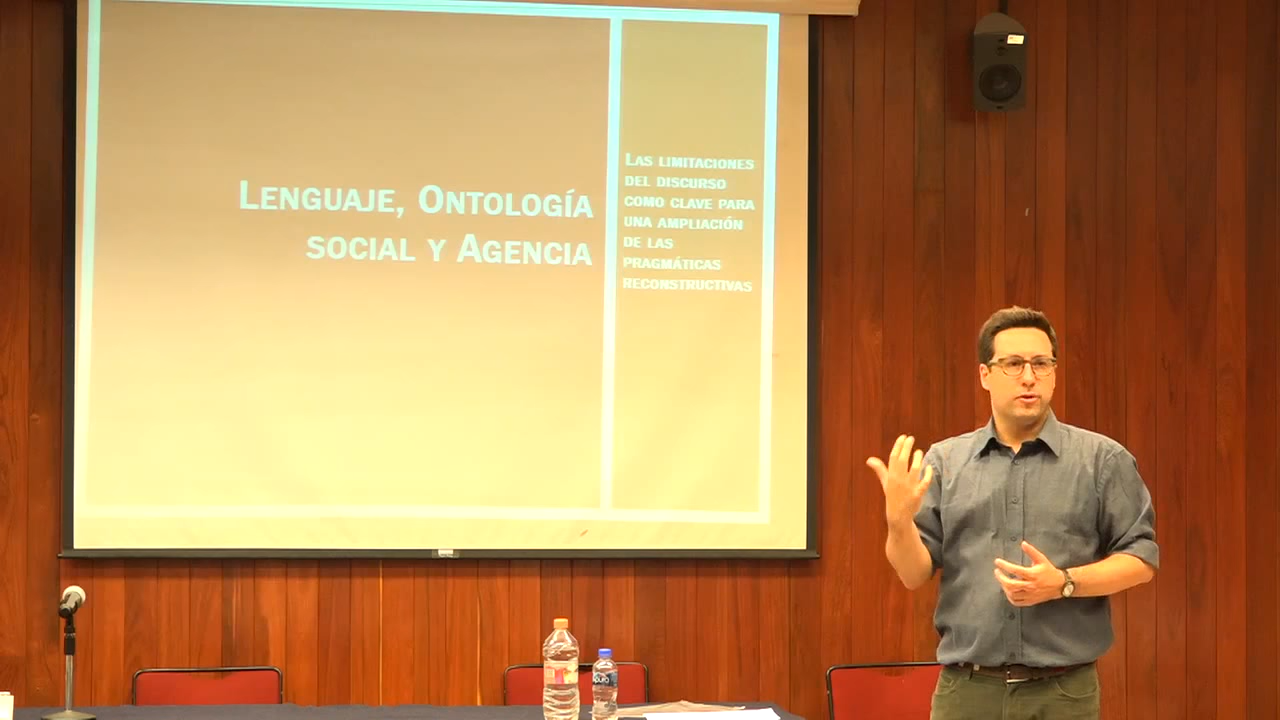 Lenguaje, Ontología
social y Agencia
Las limitaciones
del discurso
como clave para
una ampliación
de las
pragmáticas
reconstructivas